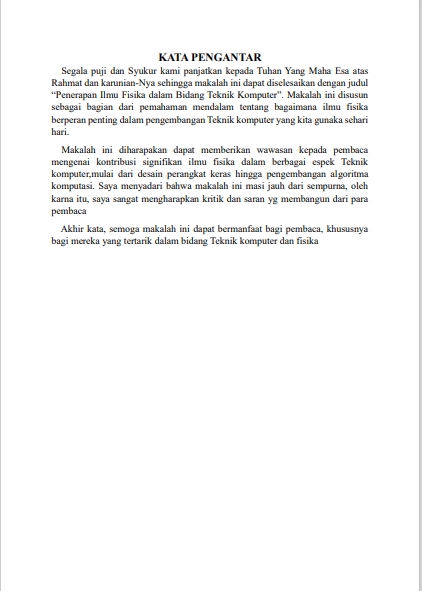 KATA PENGANTAR
Segala puji dan Syukur kami panjatkan kepada Tuhan Yang Maha Esa atas
Rahmat dan karunian-Nya sehingga makalah ini dapat diselesaikan dengan judul
“Penerapan Ilmu Fisika dalam Bidang Teknik Komputer”. Makalah ini disusun
sebagai bagian dari pemahaman mendalam tentang bagaimana ilmu fisika
berperan penting dalam pengembangan Teknik komputer yang kita gunaka sehari
hari.
Makalah ini diharapakan dapat memberikan wawasan kepada pembaca
mengenai kontribusi signifikan ilmu fisika dalam berbagai espek Teknik
komputer,mulai dari desain perangkat keras hingga pengembangan algoritma
komputasi. Saya menyadari bahwa makalah ini masi jauh dari sempurna, oleh
karna itu, saya sangat mengharapkan kritik dan saran yg membangun dari para
pembaca
Akhir kata, semoga makalah ini dapat bermanfaat bagi pembaca, khususnya
bagi mereka yang tertarik dalam bidang Teknik komputer dan fisika